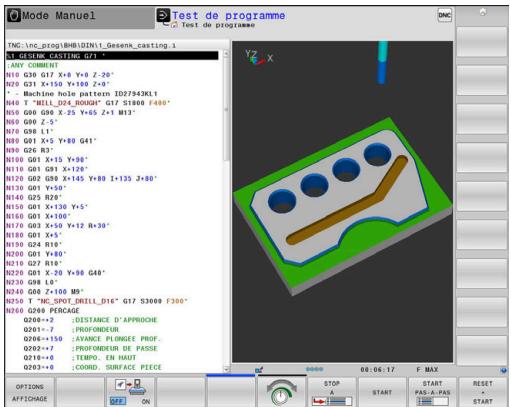 Mode Manuel
Test de programme
Test de programme
DNC
TNC:\nc_prog\BHB\DIN\1_Gesenk_casting.i
%1_GESENK_CASTING G71 *
;ANY COMMENT
N10 G30 G17 X+0 Y+0 Z-20*
N20 G31 X+150 Y+100 Z+0*
* - Machine hole pattern ID27943KL1
N40 T "MILL_D24_ROUGH" G17 S1800 F400*
N50 G00 G90 X-25 Y+65 Z+1 M13*
N60 G00 Z-5*
N70 G98 L1*
N80 G01 X+5 Y+80 G41*
N90 G26 R3*
N100 G01 X+15 Y+90*
N110 G01 G91 X+120*
N120 G02 G90 X+145 Y+80 I+135 J+80*
N130 G01 Y+50*
N140 G25 R20*
N150 G01 X+130 Y+5*
N160 G01 X+100*
N170 G03 X+50 Y+12 R+30*
N180 G01 X+5*
N190 G24 R10*
N200 G01 Y+80*
N210 G27 R10*
N220 G01 X-20 Y+90 G40*
N230 G98 L0*
N240 G00 Z+100 M9*
N250 T "NC_SPOT_DRILL_D16" G17 S3000 F300*
N260 G200 PERCAGE
Q200=+2 ;DISTANCE D'APPROCHE
Q201=-7 ;PROFONDEUR
Q206=+150 ;AVANCE PLONGEE PROF.
Q202=+7 ;PROFONDEUR DE PASSE
Q210=+0 ;TEMPO. EN HAUT
Q203=+0 ;COORD. SURFACE PIECE
YZ X
00:06:17 F MAX
OPTIONS AFFICHAGE
OFF ON
STOP A
START
START PAS-A-PAS
RESET + START